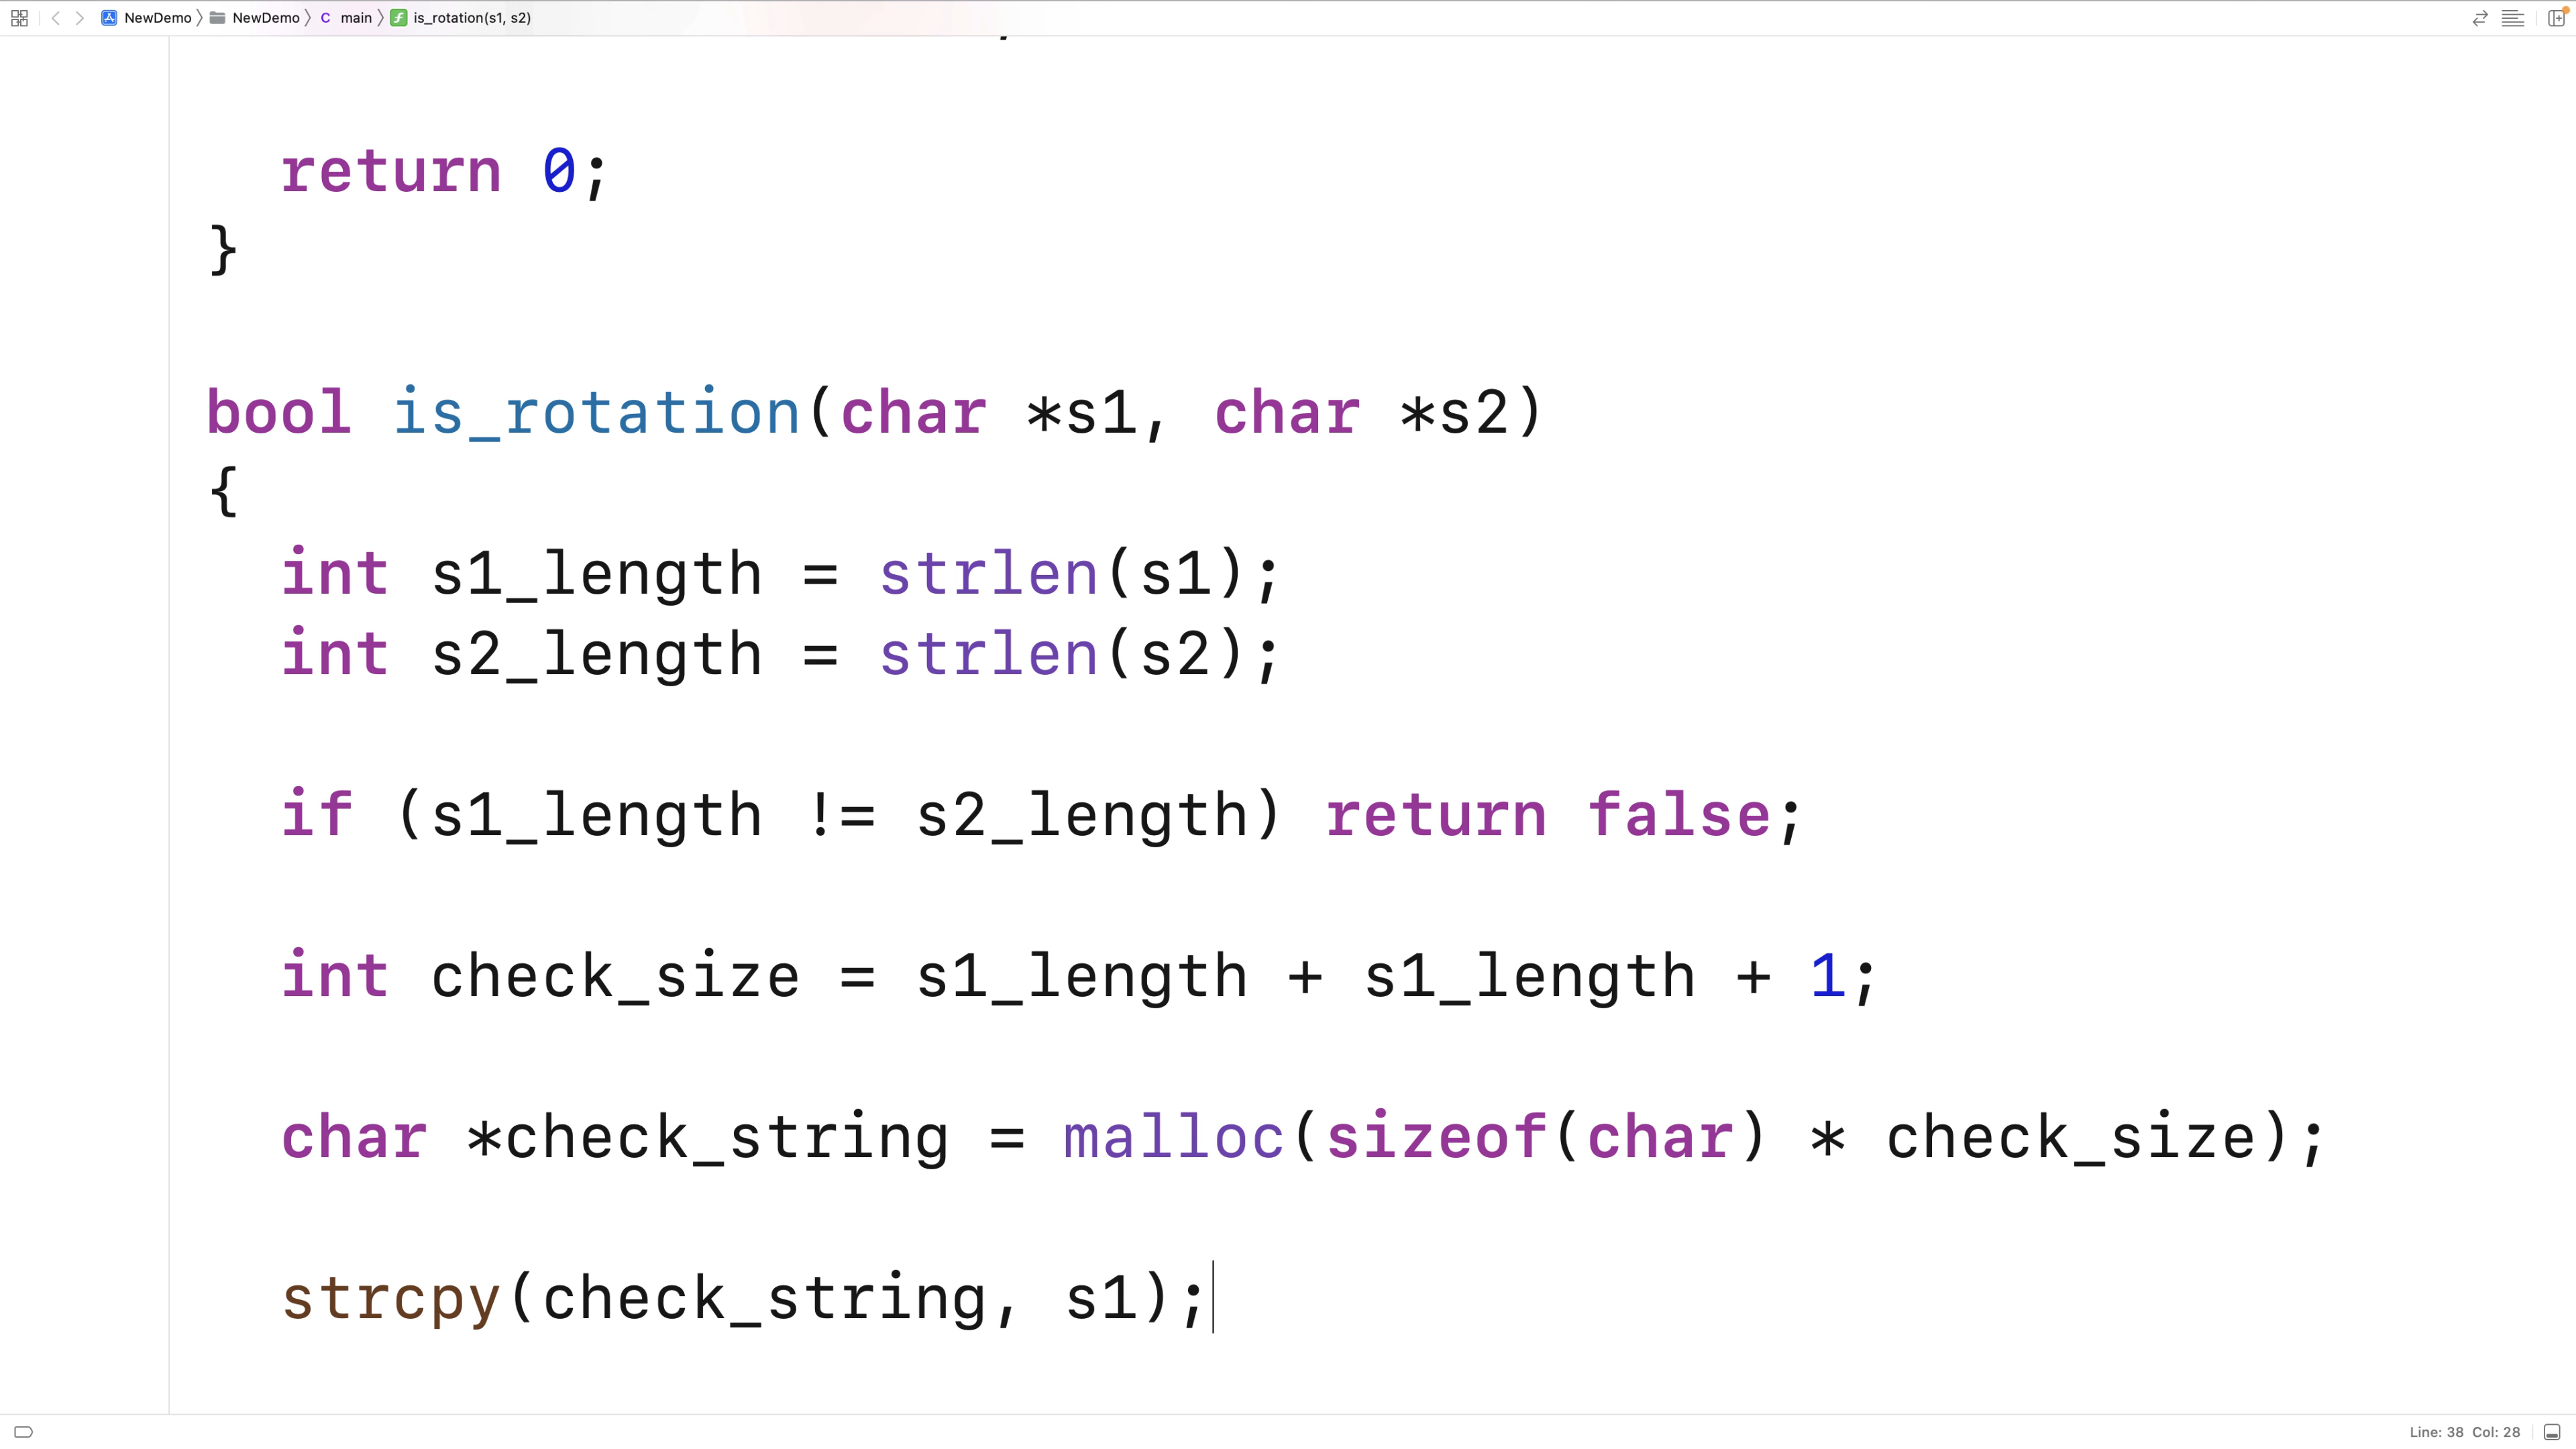 NewDemo NewDemo C main f is_rotation(s1, s2)
return 0;
}
bool is_rotation(char *s1, char *s2)
{
int s1_length = strlen(s1);
int s2_length = strlen(s2);
if (s1_length != s2_length) return false;
int check_size = s1_length + s1_length + 1;
char *check_string = malloc(sizeof(char) * check_size);
strcpy(check_string, s1);
Line: 38 Col: 28